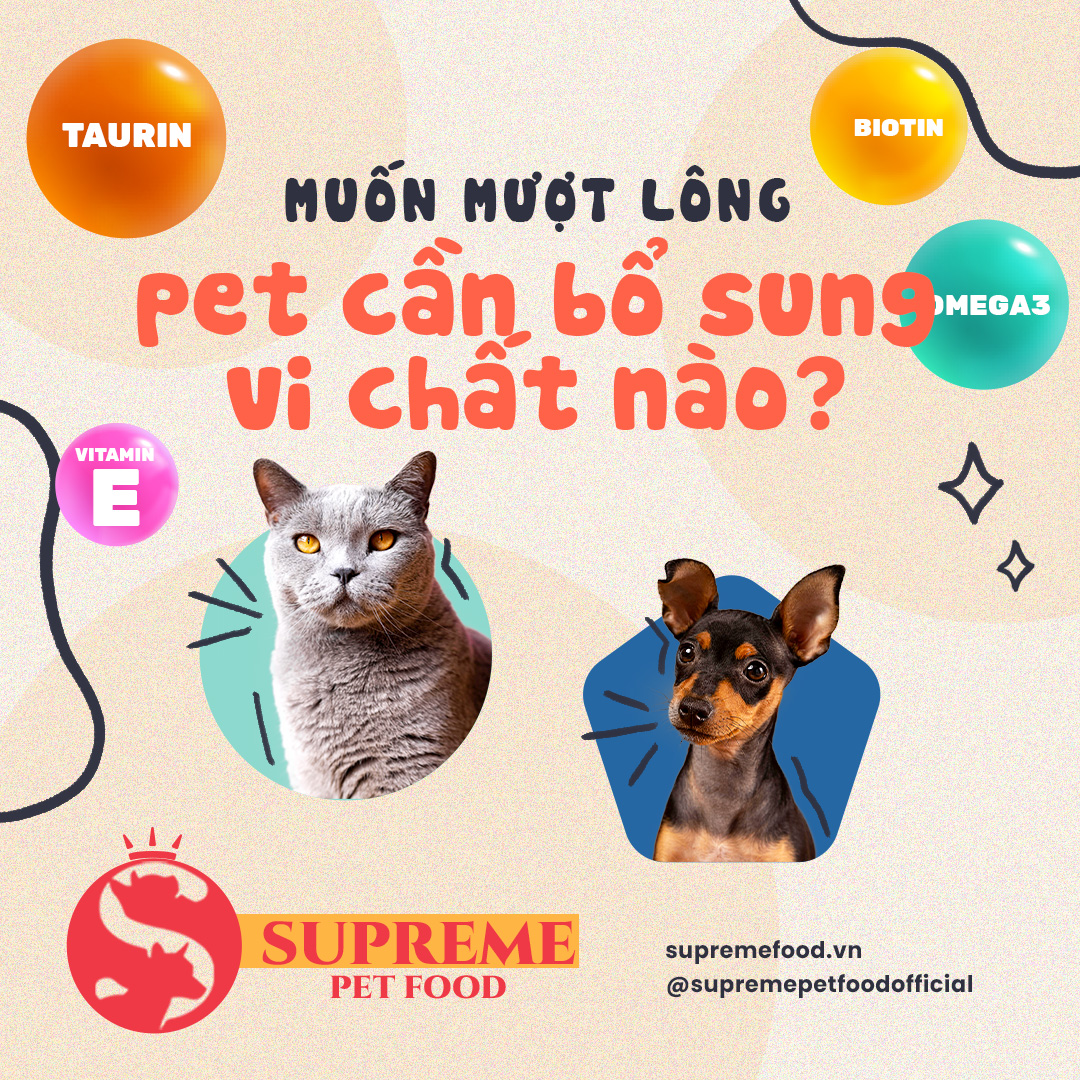 TAURIN
BIOTIN
MUỐN MƯỢT LÔNG
pet cần bổ sung
OMEGA3
vi chất nào?
VITAMIN
E
SUPREME
PET FOOD
supremefood.vn
@supremepetfoodofficial